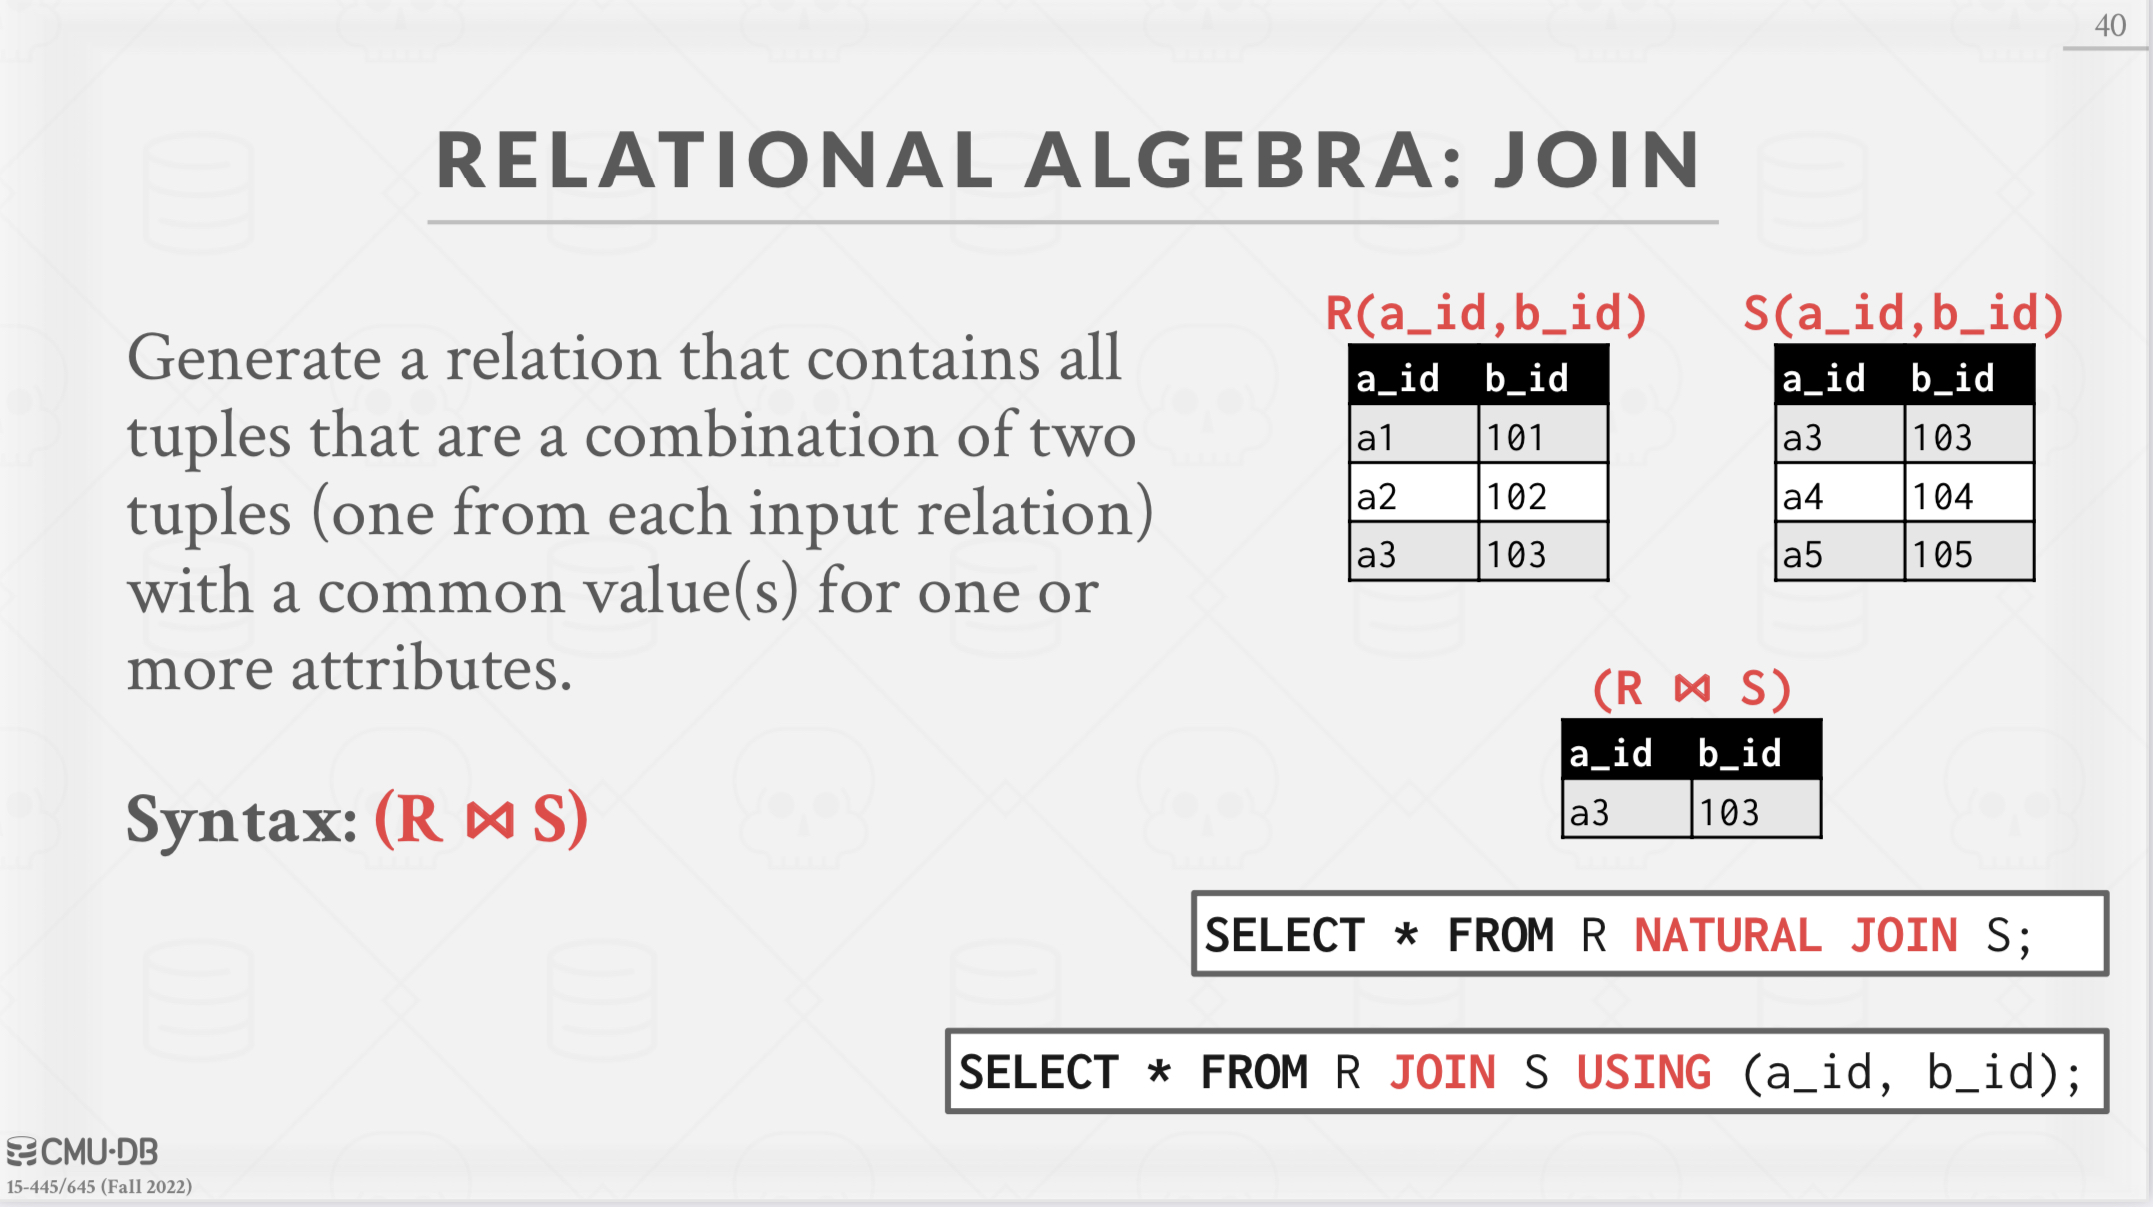 40
RELATIONAL ALGEBRA: JOIN
Generate a relation that contains all
tuples that are a combination of two
tuples (one from each input relation)
with a common value(s) for one or
more attributes.
Syntax: (R ⋈ S)
R(a_id,b_id)
a_id b_id
a1 101
a2 102
a3 103
S(a_id,b_id)
a_id b_id
a3 103
a4 104
a5 105
(R ⋈ S)
a_id b_id
a3 103
SELECT * FROM R NATURAL JOIN S;
SELECT * FROM R JOIN S USING (a_id, b_id);
CMU·DB
15-445/645 (Fall 2022)